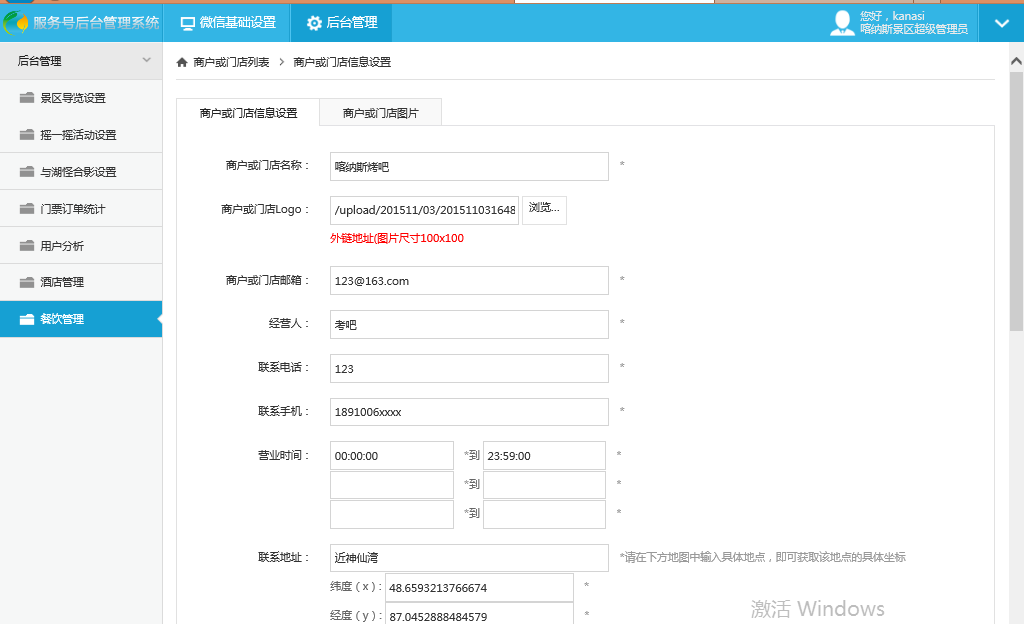 服务号后台管理系统 微信基础设置 后台管理 您好，kanasi
喀纳斯景区超级管理员
后台管理
商户或门店列表 > 商户或门店信息设置
景区导览设置
摇一摇活动设置
与湖怪合影设置
门票订单统计
用户分析
酒店管理
餐饮管理
商户或门店信息设置 商户或门店图片
商户或门店名称： 喀纳斯烤吧 *
商户或门店Logo： /upload/201511/03/201511031648 浏览...
外链地址(图片尺寸100x100
商户或门店邮箱： 123@163.com *
经营人： 考吧 *
联系电话： 123 *
联系手机： 1891006xxxx *
营业时间： 00:00:00 *到 23:59:00 *
*到 *
*到 *
联系地址： 近神仙湾 *请在下方地图中输入具体地点，即可获取该地点的具体坐标
纬度（x）: 48.6593213766674 *
经度（y）: 87.0452888484579 *
激活 Windows